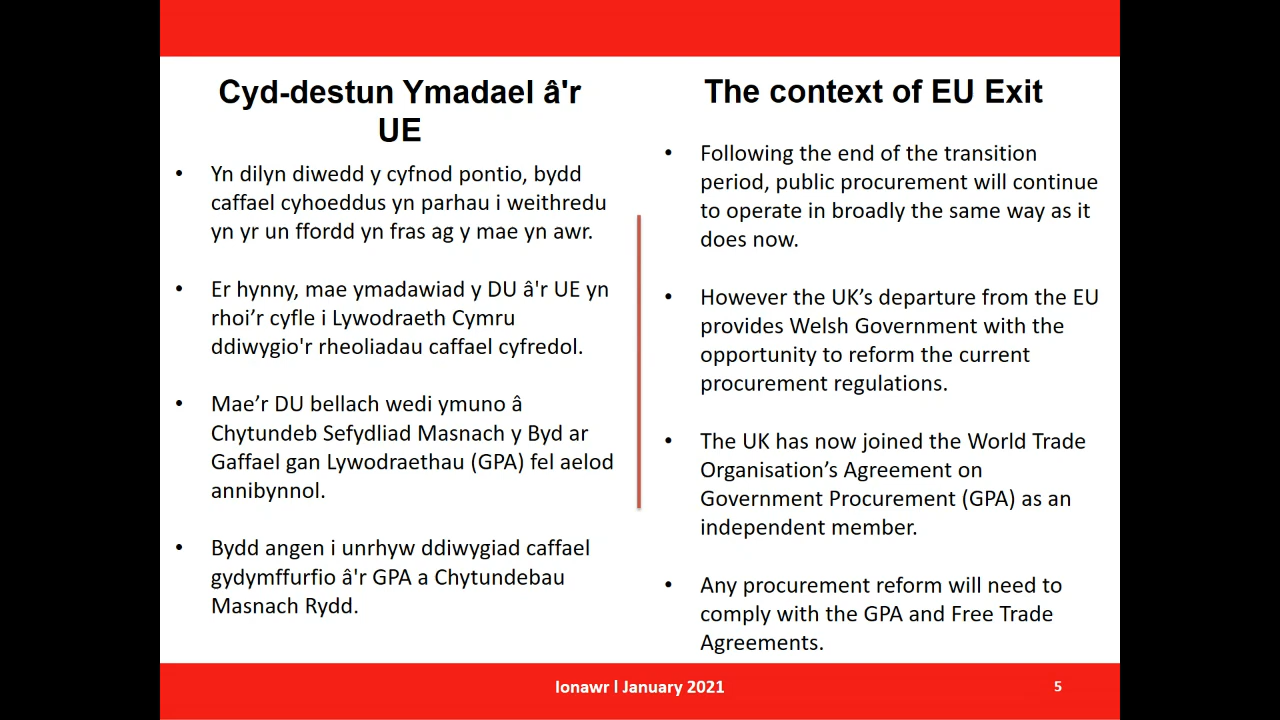 Cyd-destun Ymadael â'r
UE
• Yn dilyn diwedd y cyfnod pontio, bydd
caffael cyhoeddus yn parhau i weithredu
yn yr un ffordd yn fras ag y mae yn awr.
• Er hynny, mae ymadawiad y DU â'r UE yn
rhoi’r cyfle i Lywodraeth Cymru
ddiwygio'r rheoliadau caffael cyfredol.
• Mae’r DU bellach wedi ymuno â
Chytundeb Sefydliad Masnach y Byd ar
Gaffael gan Lywodraethau (GPA) fel aelod
annibynnol.
• Bydd angen i unrhyw ddiwygiad caffael
gydymffurfio â'r GPA a Chytundebau
Masnach Rydd.
The context of EU Exit
• Following the end of the transition
period, public procurement will continue
to operate in broadly the same way as it
does now.
• However the UK’s departure from the EU
provides Welsh Government with the
opportunity to reform the current
procurement regulations.
• The UK has now joined the World Trade
Organisation’s Agreement on
Government Procurement (GPA) as an
independent member.
• Any procurement reform will need to
comply with the GPA and Free Trade
Agreements.
Ionawr l January 2021
5